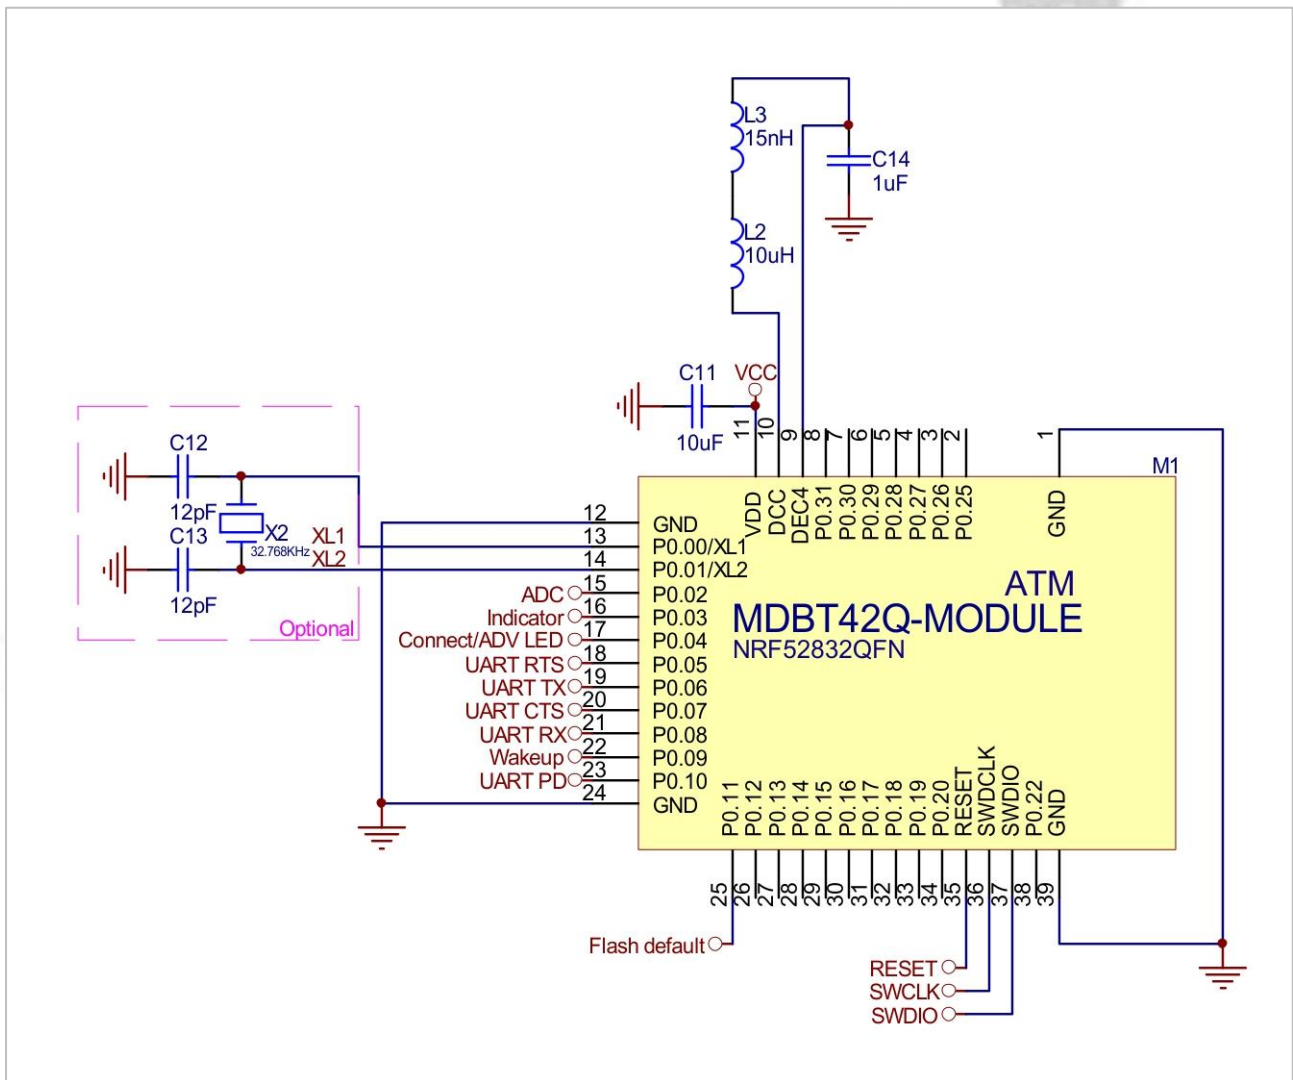 L3
15nH
C14
1uF
L2
10uH
C11
VCC
10uF
11
10
9
8
7
6
5
4
3
2
1
M1
C12
12pF
C13
12pF
X2
32.768KHz
XL1
XL2
Optional
12
13
14
15
16
17
18
19
20
21
22
23
24
ADC
Indicator
Connect/ADV LED
UART RTS
UART TX
UART CTS
UART RX
Wakeup
UART PD
GND
P0.00/XL1
P0.01/XL2
P0.02
P0.03
P0.04
P0.05
P0.06
P0.07
P0.08
P0.09
P0.10
GND
VDD
DCC
DEC4
P0.31
P0.30
P0.29
P0.28
P0.27
P0.26
P0.25
GND
ATM
MDBT42Q-MODULE
NRF52832QFN
P0.11
P0.12
P0.13
P0.14
P0.15
P0.16
P0.17
P0.18
P0.19
P0.20
RESET
SWDCLK
SWDIO
P0.22
GND
25
26
27
28
29
30
31
32
33
34
35
36
37
38
39
Flash default
RESET
SWCLK
SWDIO